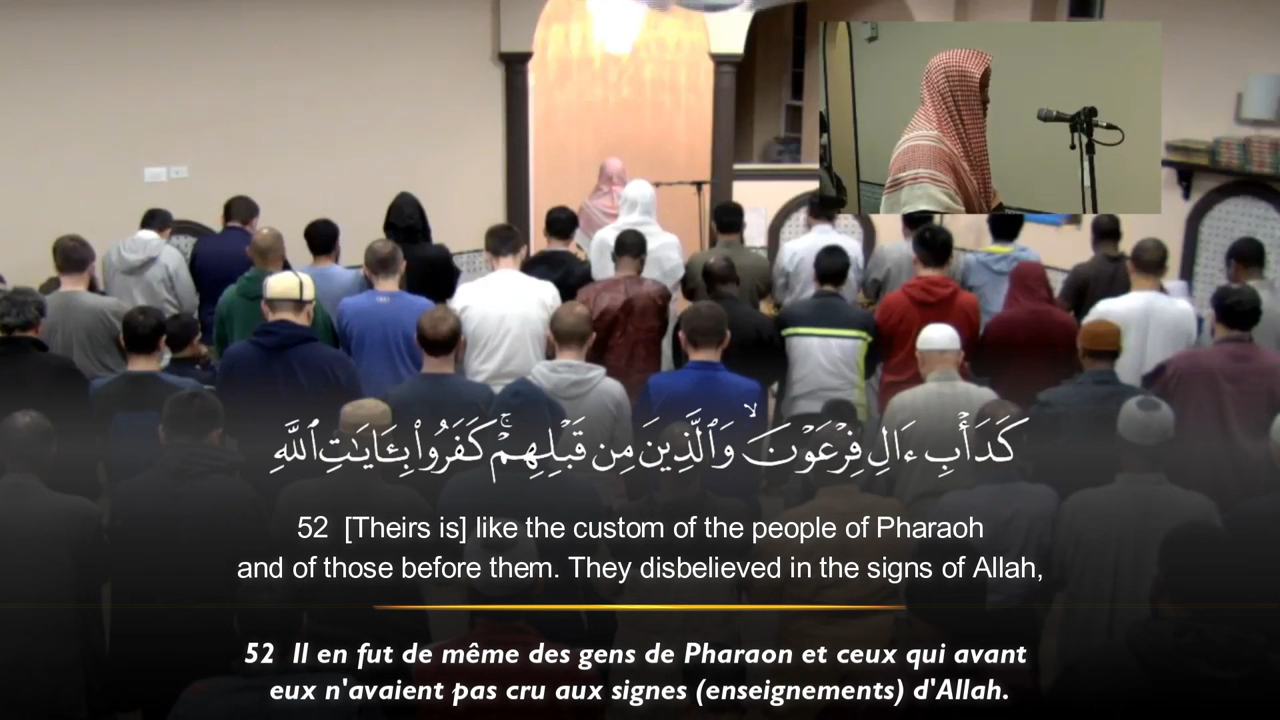 كَدَأْبِ ءَالِ فِرْعَوْنَ ۙ وَٱلَّذِينَ مِن قَبْلِهِمْ ۚ كَفَرُوا۟ بِـَٔايَـٰتِ ٱللَّهِ
52 [Theirs is] like the custom of the people of Pharaoh
and of those before them. They disbelieved in the signs of Allah,
52 Il en fut de même des gens de Pharaon et ceux qui avant
eux n'avaient pas cru aux signes (enseignements) d'Allah.